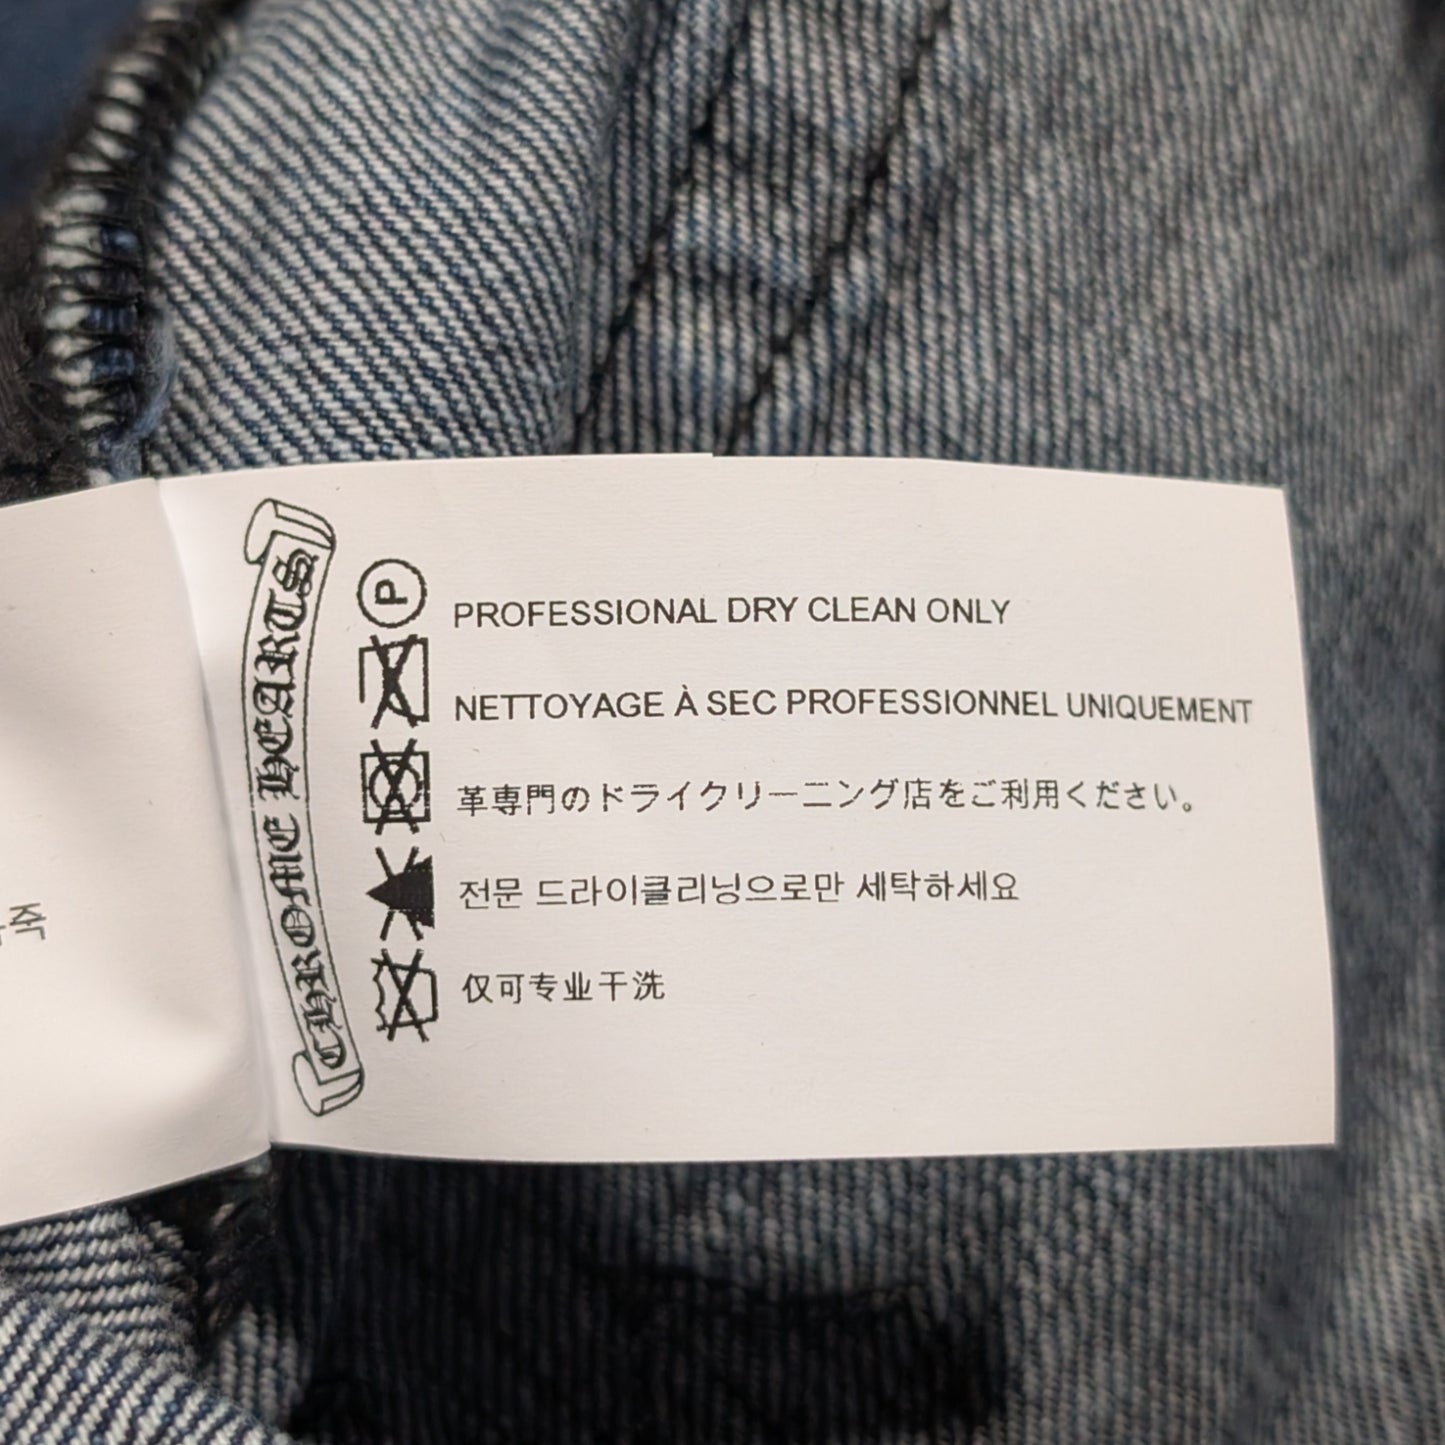 CHROME HEARTS
P
PROFESSIONAL DRY CLEAN ONLY
NETTOYAGE À SEC PROFESSIONNEL UNIQUEMENT
革専門のドライクリーニング店をご利用ください。
전문 드라이클리닝으로만 세탁하세요
仅可专业干洗
죽